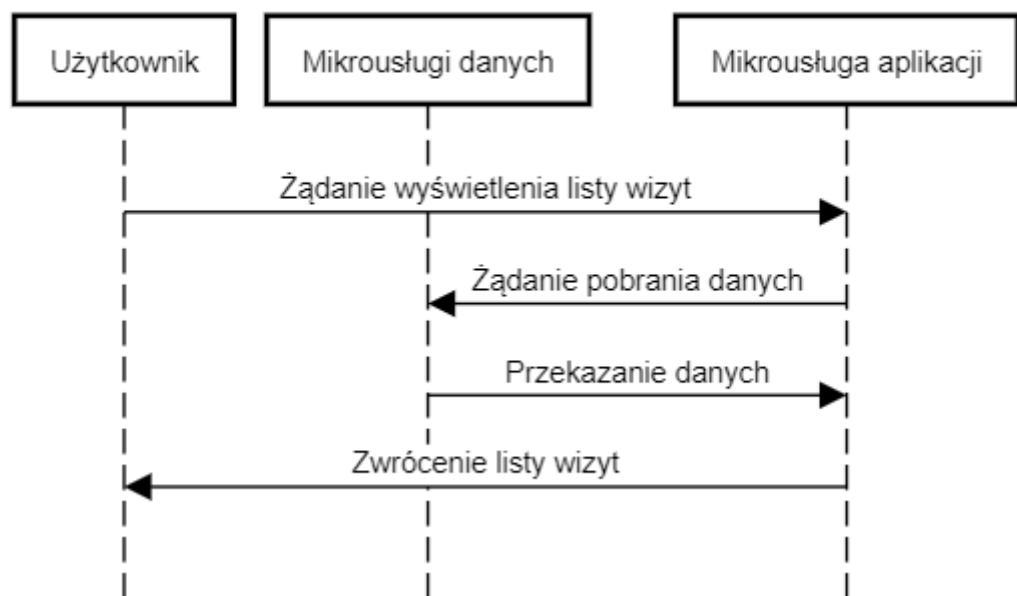 Użytkownik
Mikrousługi danych
Mikrousługa aplikacji
Żądanie wyświetlenia listy wizyt
Żądanie pobrania danych
Przekazanie danych
Zwrócenie listy wizyt